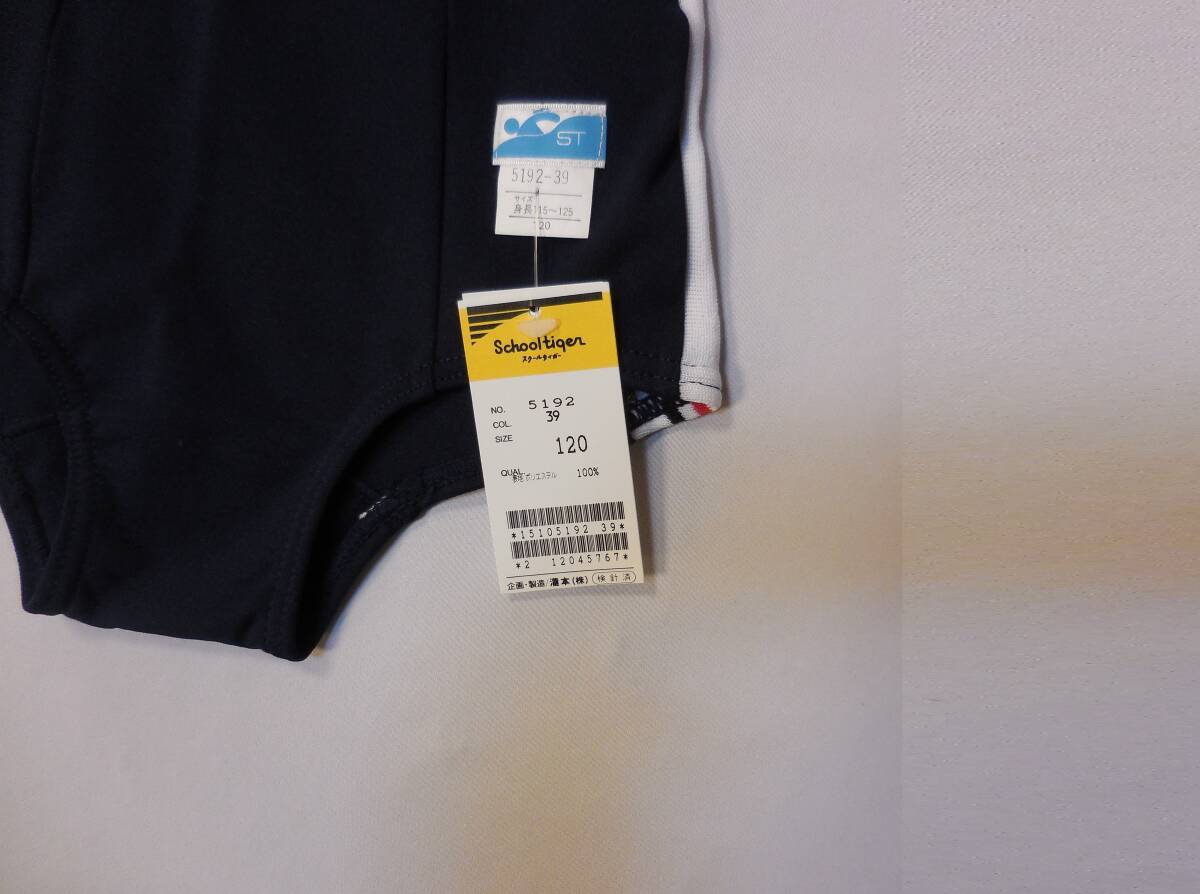 ST
5192-39
サイズ
身長115～125
120
Schooltiger
スクールタイガー
NO. 5192
COL. 39
SIZE 120
QUAL.
表地 ポリエステル 100%
*15105192 39*
*2 12045767*
企画・製造/瀧本(株) 検針済